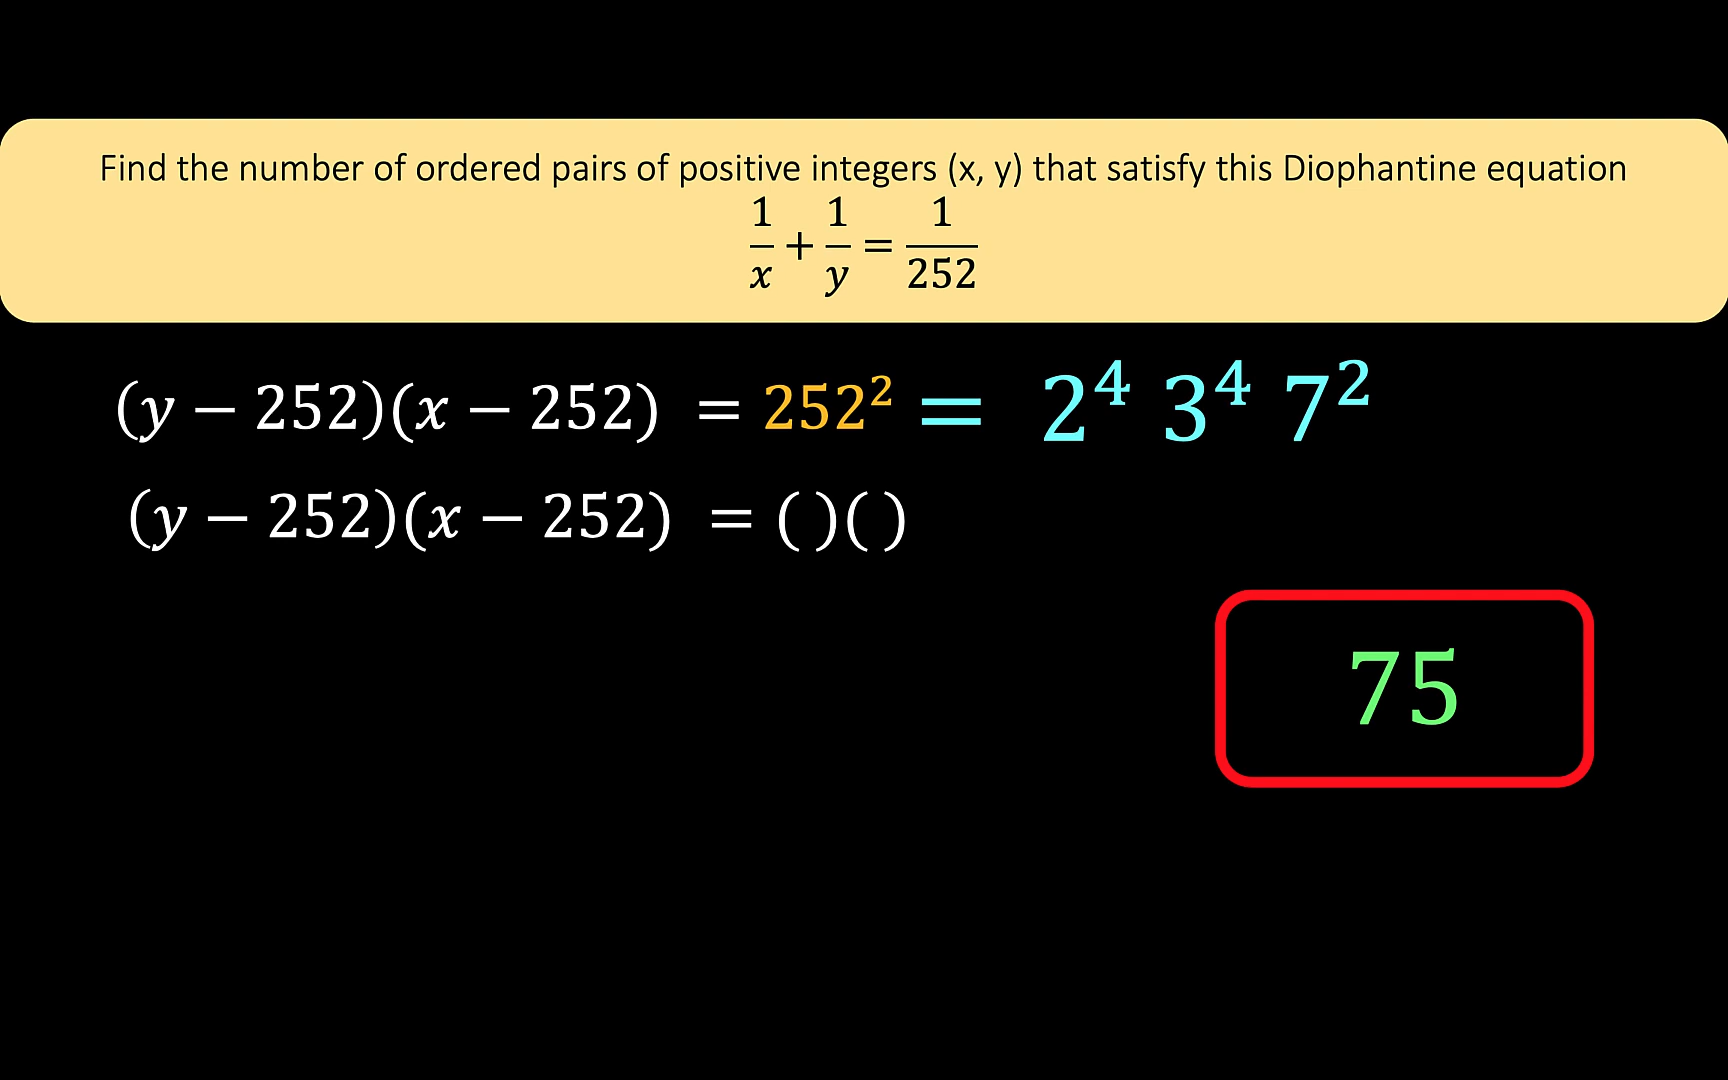 Find the number of ordered pairs of positive integers (x, y) that satisfy this Diophantine equation
1/x + 1/y = 1/252
(y − 252)(x − 252) = 252² = 2⁴ 3⁴ 7²
(y − 252)(x − 252) = ( )( )
75